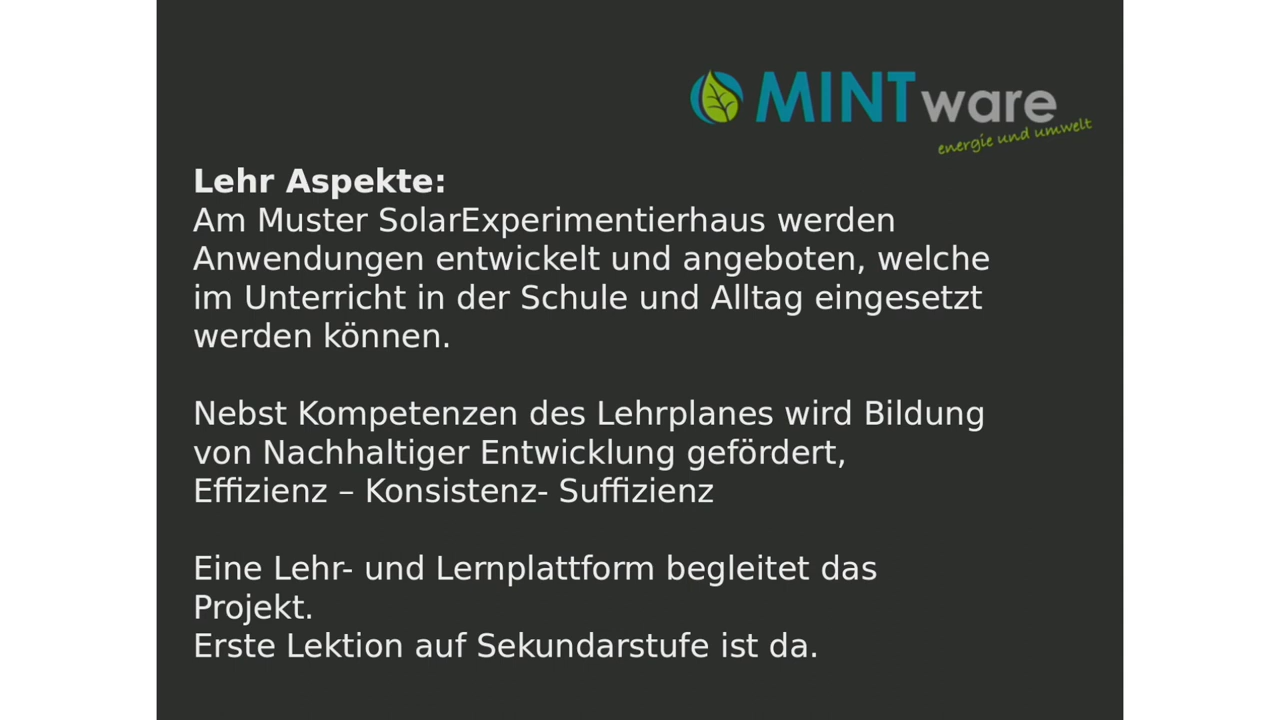 MINTware
energie und umwelt
Lehr Aspekte:
Am Muster SolarExperimentierhaus werden
Anwendungen entwickelt und angeboten, welche
im Unterricht in der Schule und Alltag eingesetzt
werden können.
Nebst Kompetenzen des Lehrplanes wird Bildung
von Nachhaltiger Entwicklung gefördert,
Effizienz – Konsistenz- Suffizienz
Eine Lehr- und Lernplattform begleitet das
Projekt.
Erste Lektion auf Sekundarstufe ist da.